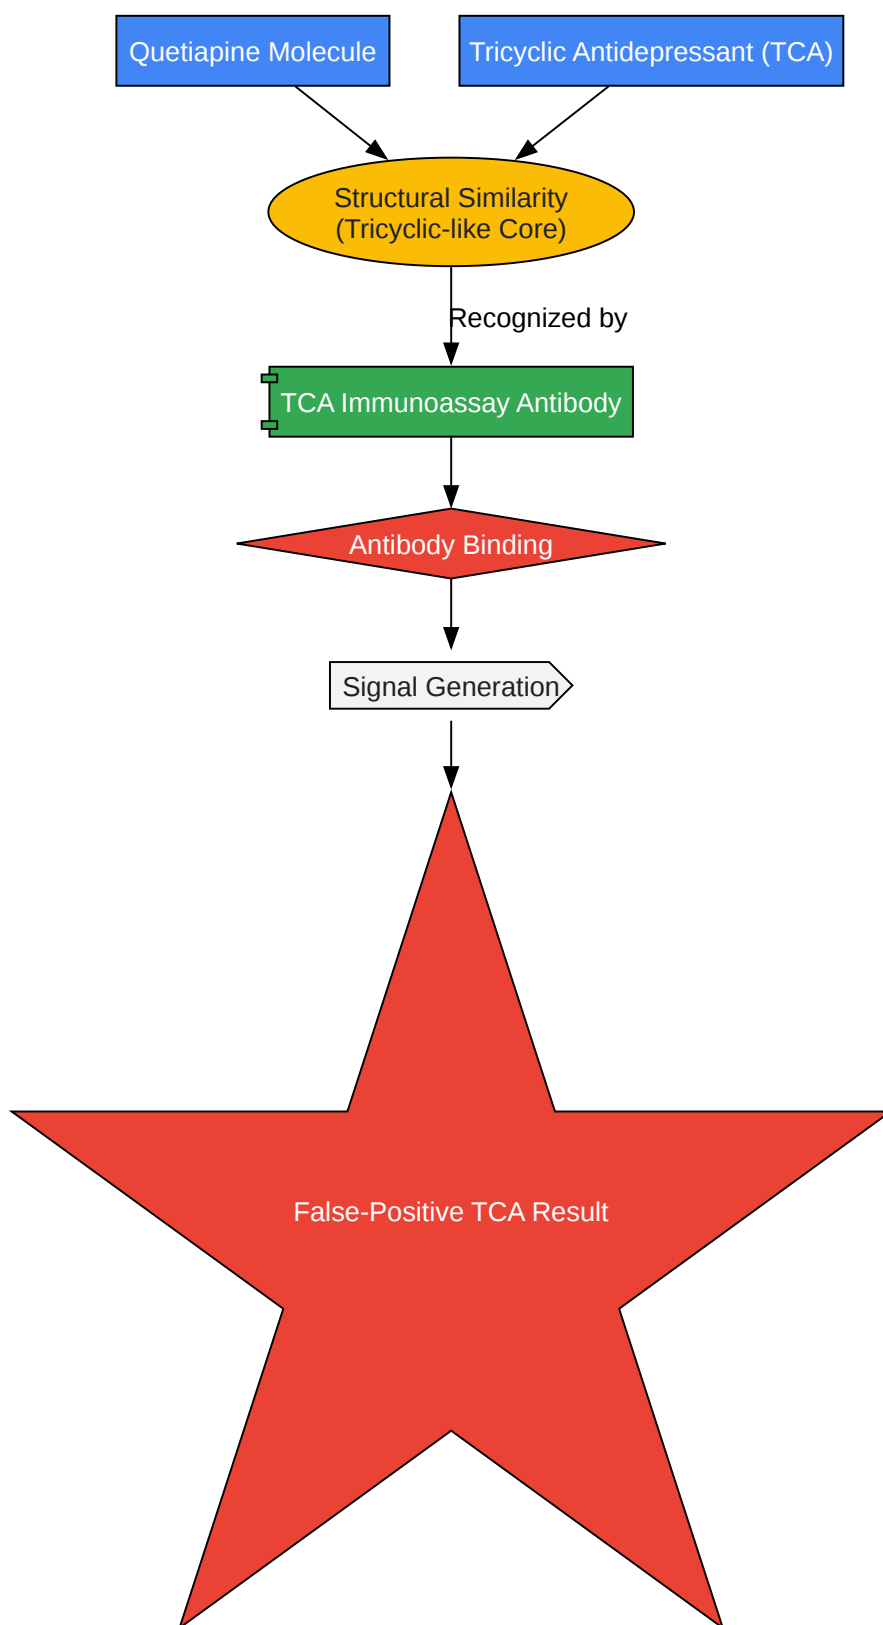 Quetiapine Molecule
Tricyclic Antidepressant (TCA)
Structural Similarity
(Tricyclic-like Core)
Recognized by
TCA Immunoassay Antibody
Antibody Binding
Signal Generation
False-Positive TCA Result